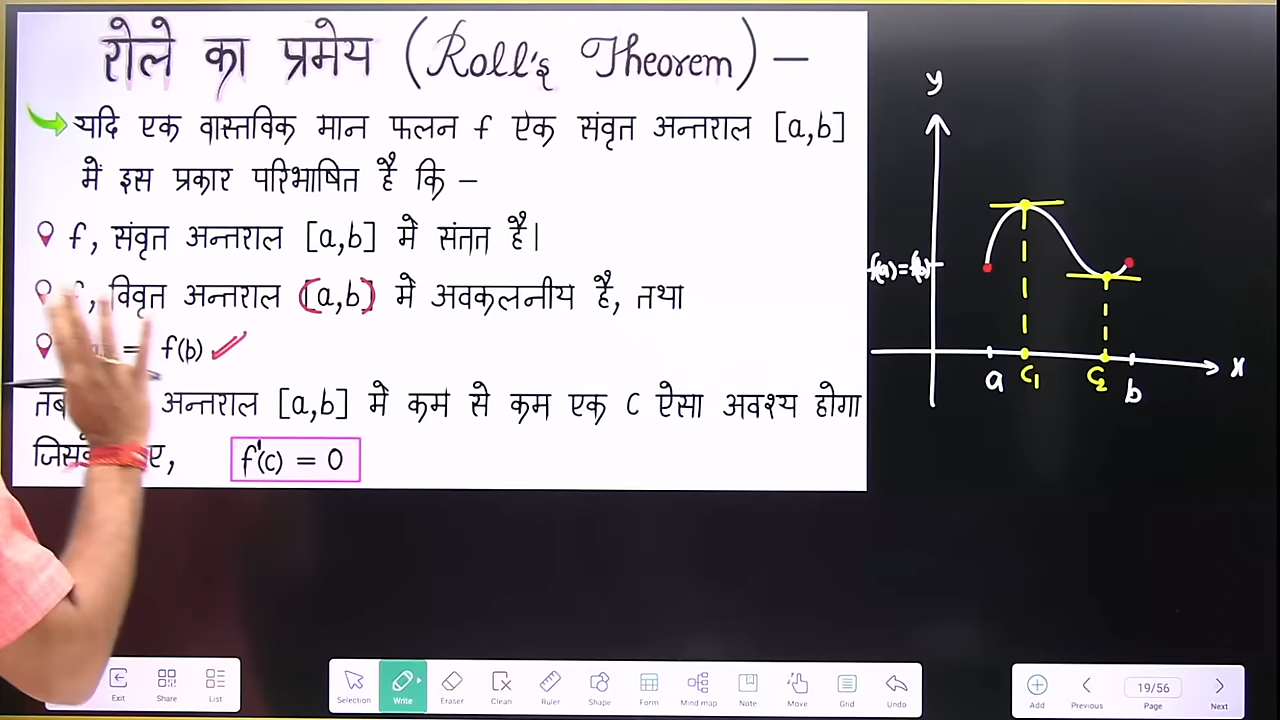 रोले का प्रमेय (Roll's Theorem) —
यदि एक वास्तविक मान फलन f ऐक संवृत अन्तराल [a,b]
में इस प्रकार परिभाषित है कि –
f, संवृत अन्तराल [a,b] में संतत है।
f, विवृत अन्तराल (a,b) में अवकलनीय है, तथा
= f(b)
अन्तराल [a,b] में कम से कम एक C ऐसा अवश्य होगा
f'(c) = 0
y
f(a)=f(b)
x
a C₁ C₂ b
Exit Share List
Selection Write Eraser Clean Ruler Shape Form Mind map Note Move Grid Undo
Add Previous 19/56 Page Next